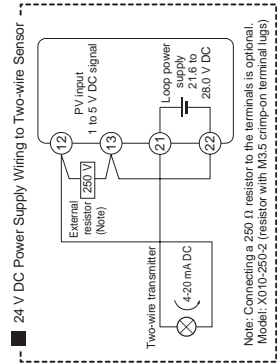 24 V DC Power Supply Wiring to Two-wire Sensor
PV input
1 to 5 V DC signal
Loop power
supply
21.6 to
28.0 V DC
12
13
21
22
250 V
External
resistor
(Note)
Two-wire transmitter
4-20 mA DC
Note: Connecting a 250 Ω resistor to the terminals is optional.
Model: X010-250-2 (resistor with M3.5 crimp-on terminal lugs)